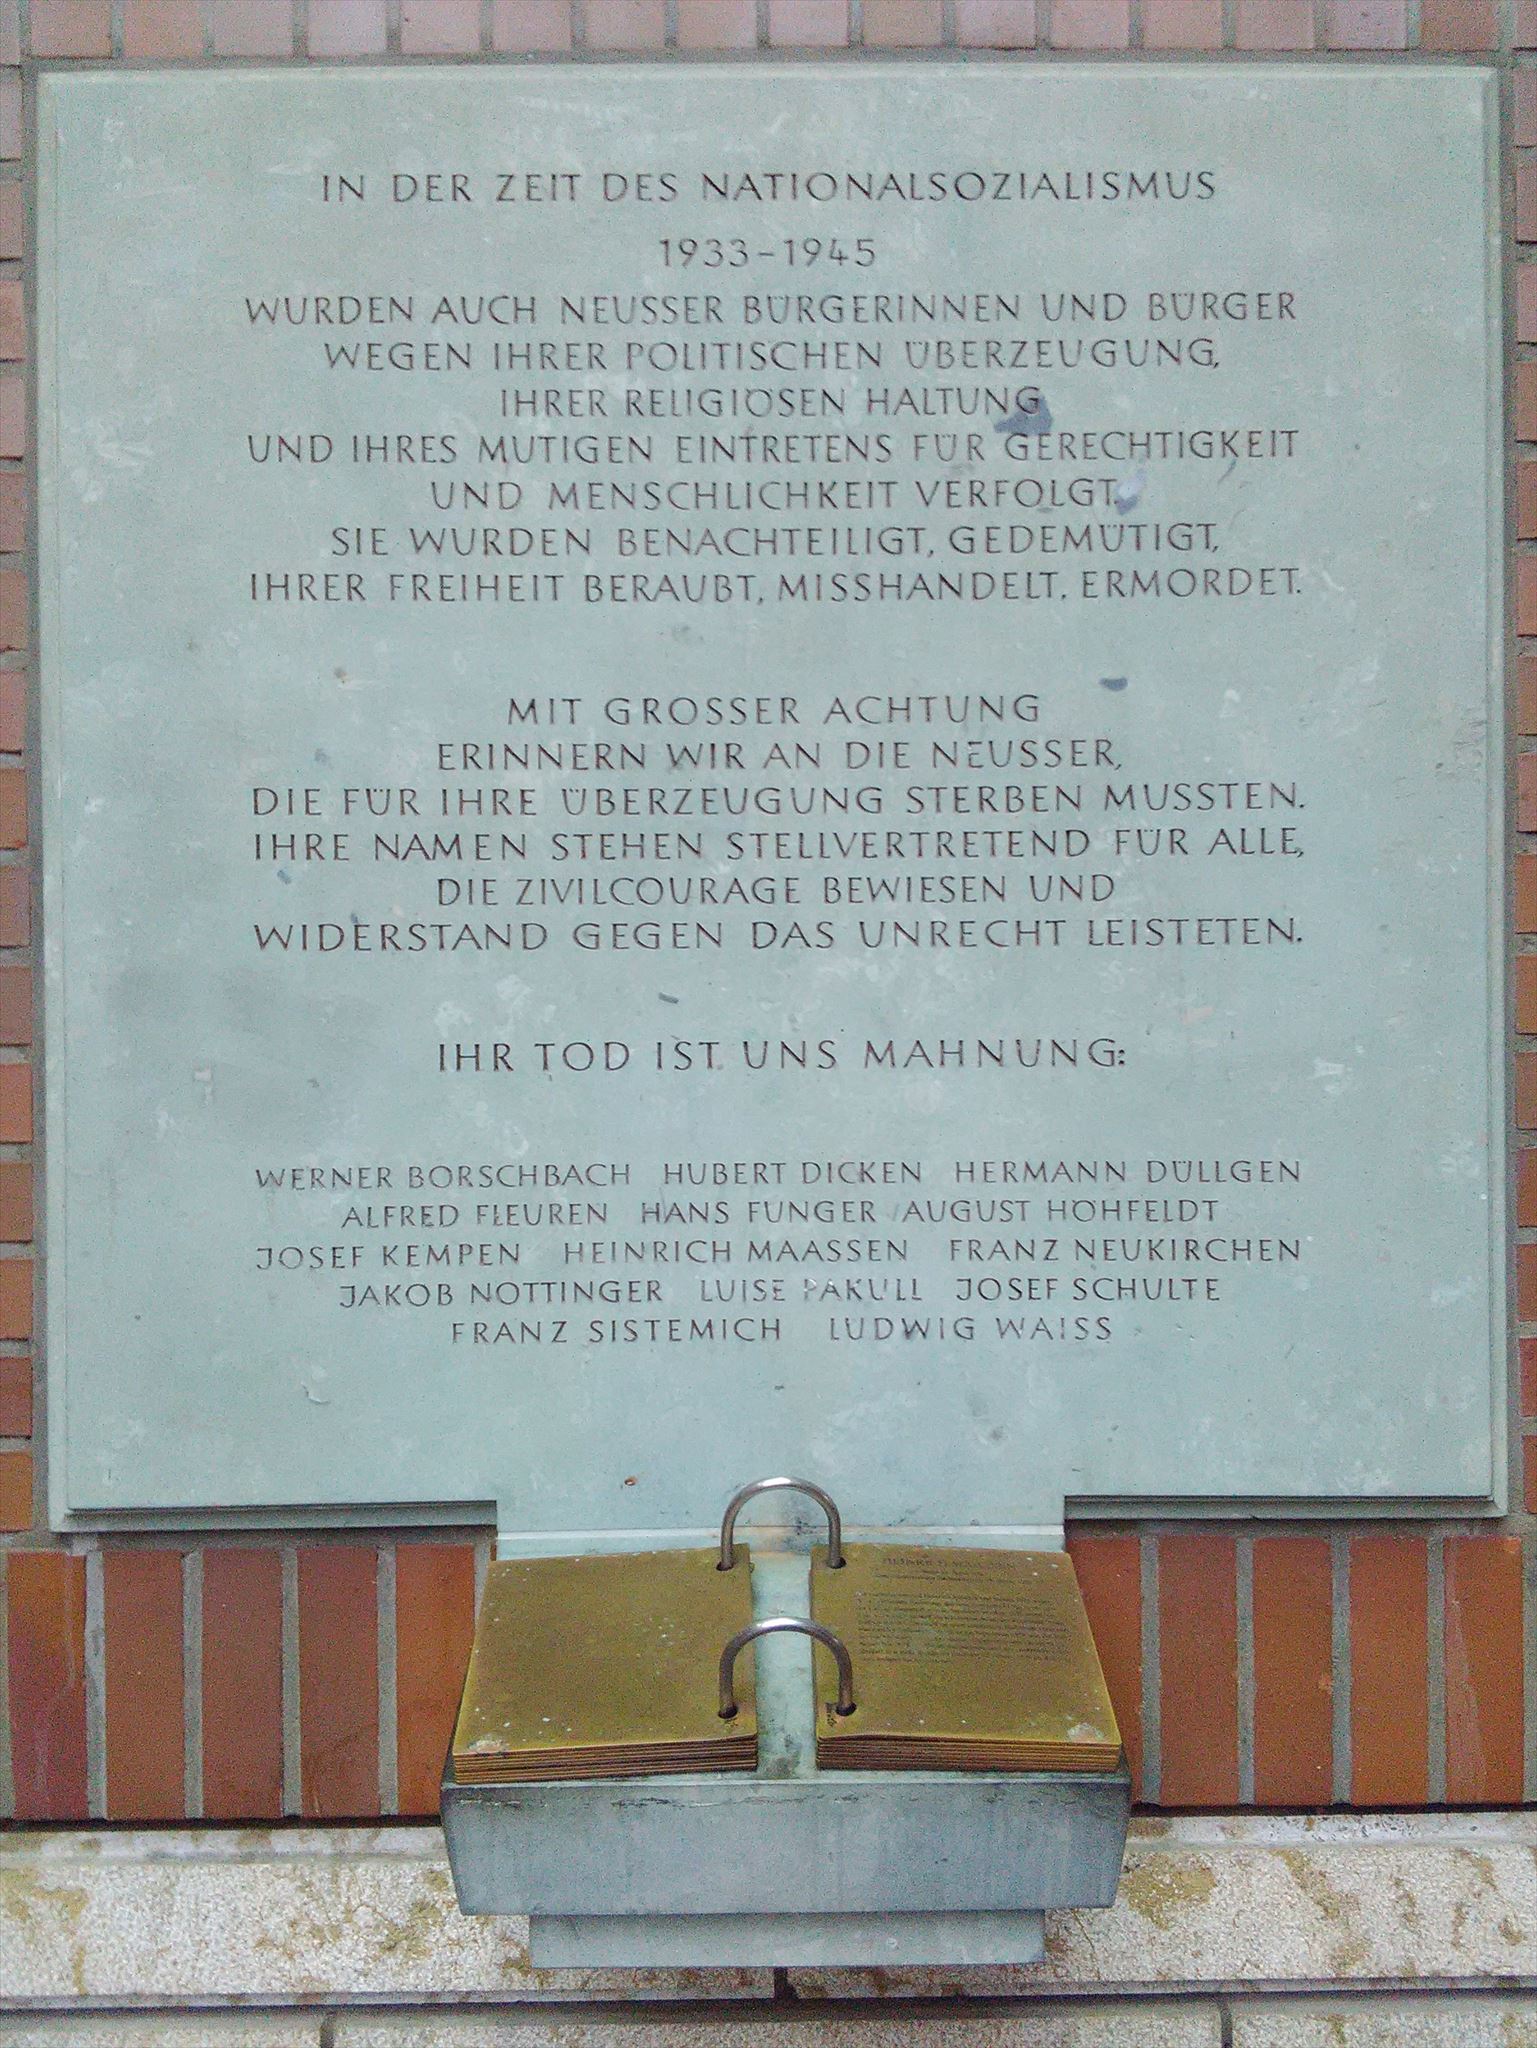 IN DER ZEIT DES NATIONALSOZIALISMUS
1933-1945
WURDEN AUCH NEUSSER BÜRGERINNEN UND BÜRGER
WEGEN IHRER POLITISCHEN ÜBERZEUGUNG,
IHRER RELIGIÖSEN HALTUNG
UND IHRES MUTIGEN EINTRETENS FÜR GERECHTIGKEIT
UND MENSCHLICHKEIT VERFOLGT.
SIE WURDEN BENACHTEILIGT, GEDEMÜTIGT,
IHRER FREIHEIT BERAUBT, MISSHANDELT, ERMORDET.
MIT GROSSER ACHTUNG
ERINNERN WIR AN DIE NEUSSER,
DIE FÜR IHRE ÜBERZEUGUNG STERBEN MUSSTEN.
IHRE NAMEN STEHEN STELLVERTRETEND FÜR ALLE,
DIE ZIVILCOURAGE BEWIESEN UND
WIDERSTAND GEGEN DAS UNRECHT LEISTETEN.
IHR TOD IST UNS MAHNUNG:
WERNER BORSCHBACH HUBERT DICKEN HERMANN DÜLLGEN
ALFRED FLEUREN HANS FUNGER AUGUST HÖHFELDT
JOSEF KEMPEN HEINRICH MAASSEN FRANZ NEUKIRCHEN
JAKOB NOTTINGER LUISE PAKULL JOSEF SCHULTE
FRANZ SISTEMICH LUDWIG WAISS
HEINRICH MAASSEN